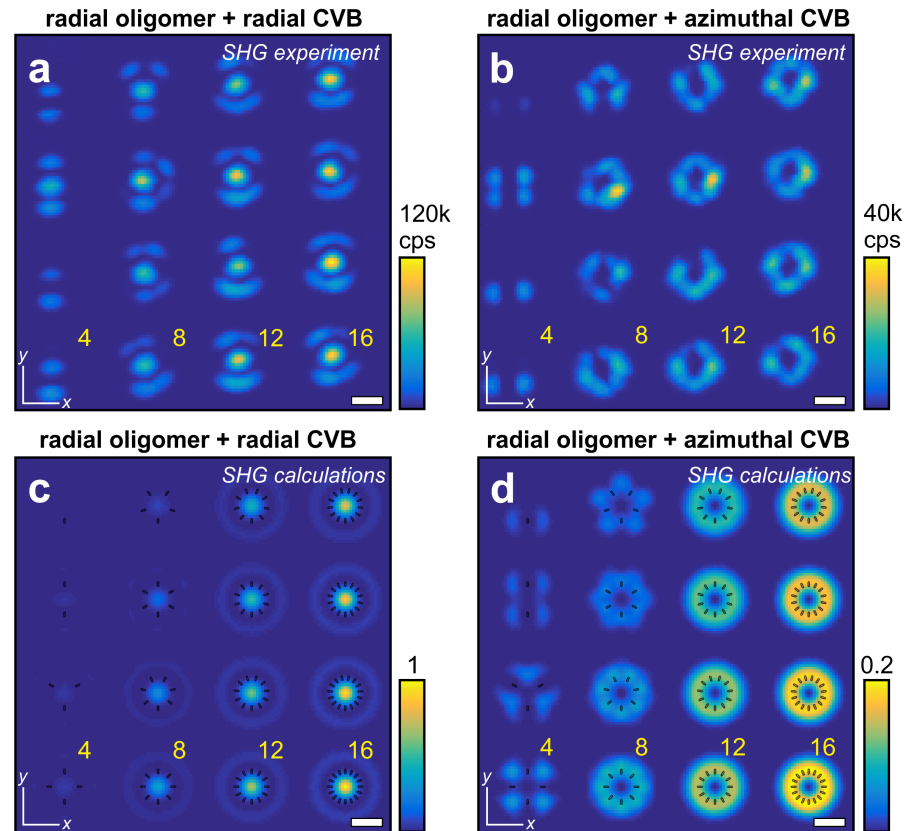 radial oligomer + radial CVB
a
SHG experiment
120k
cps
4
8
12
16
y
x
radial oligomer + azimuthal CVB
b
SHG experiment
40k
cps
4
8
12
16
y
x
radial oligomer + radial CVB
c
SHG calculations
1
4
8
12
16
y
x
radial oligomer + azimuthal CVB
d
SHG calculations
0.2
4
8
12
16
y
x